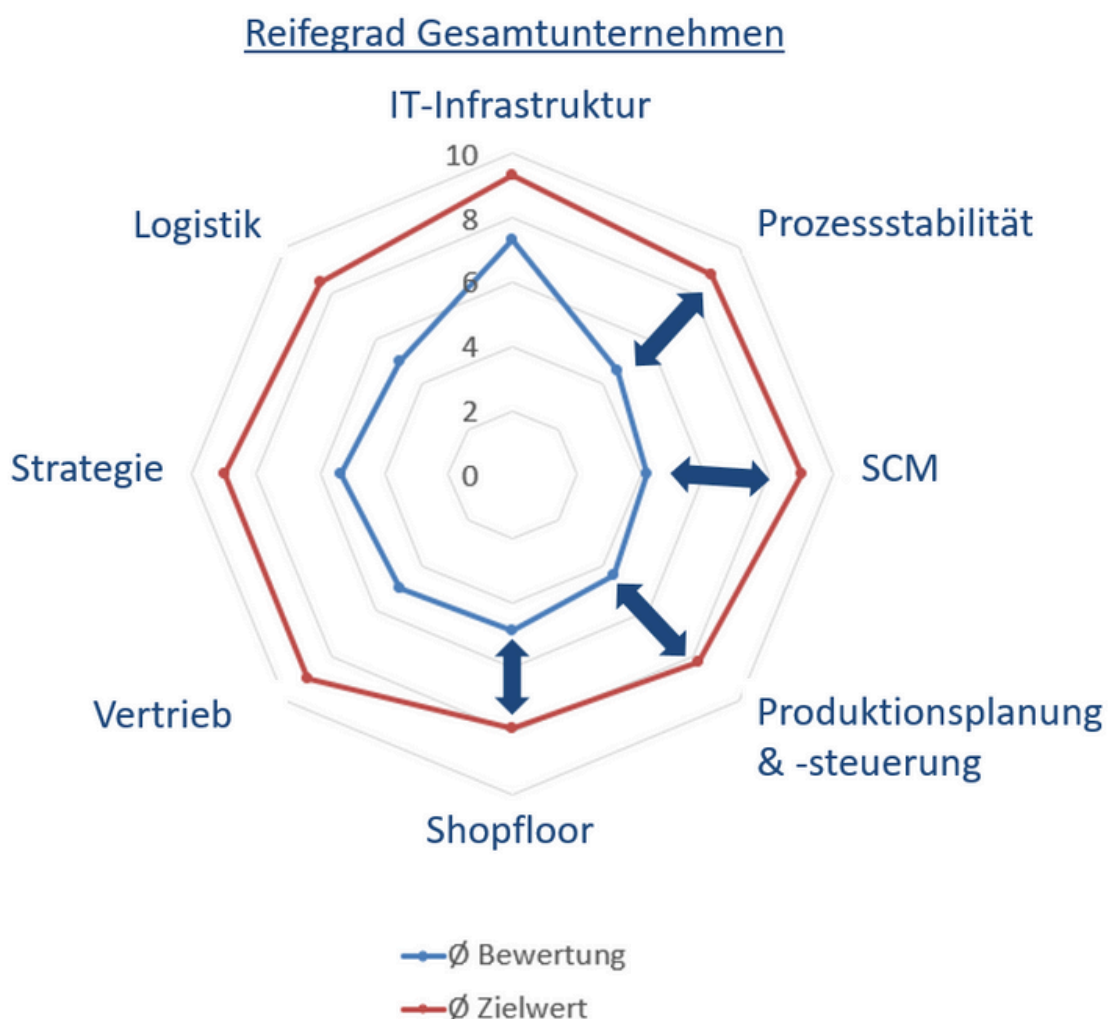 Reifegrad Gesamtunternehmen
IT-Infrastruktur
10
Logistik
Prozessstabilität
8
6
4
2
Strategie
0
SCM
Vertrieb
Produktionsplanung
& -steuerung
Shopfloor
Ø Bewertung
Ø Zielwert